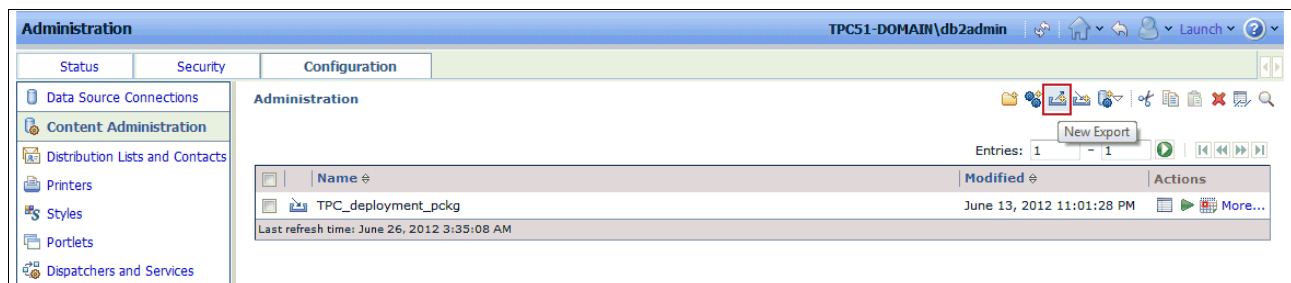 Administration
TPC51-DOMAIN\db2admin
Launch
Status
Security
Configuration
Data Source Connections
Content Administration
Distribution Lists and Contacts
Printers
Styles
Portlets
Dispatchers and Services
Administration
New Export
Entries: 1 - 1
Name
Modified
Actions
TPC_deployment_pckg
June 13, 2012 11:01:28 PM
More...
Last refresh time: June 26, 2012 3:35:08 AM